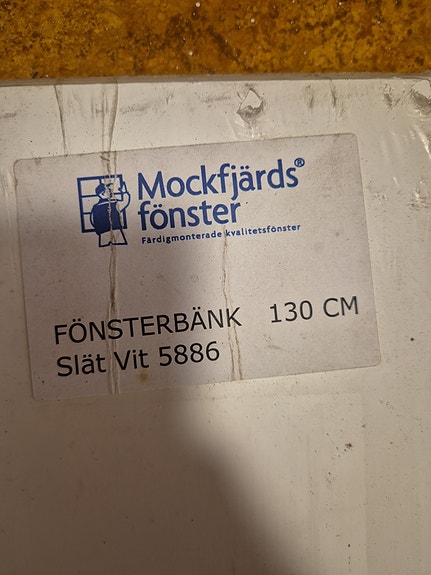 Mockfjärds®
fönster
Färdigmonterade kvalitetsfönster
FÖNSTERBÄNK 130 CM
Slät Vit 5886